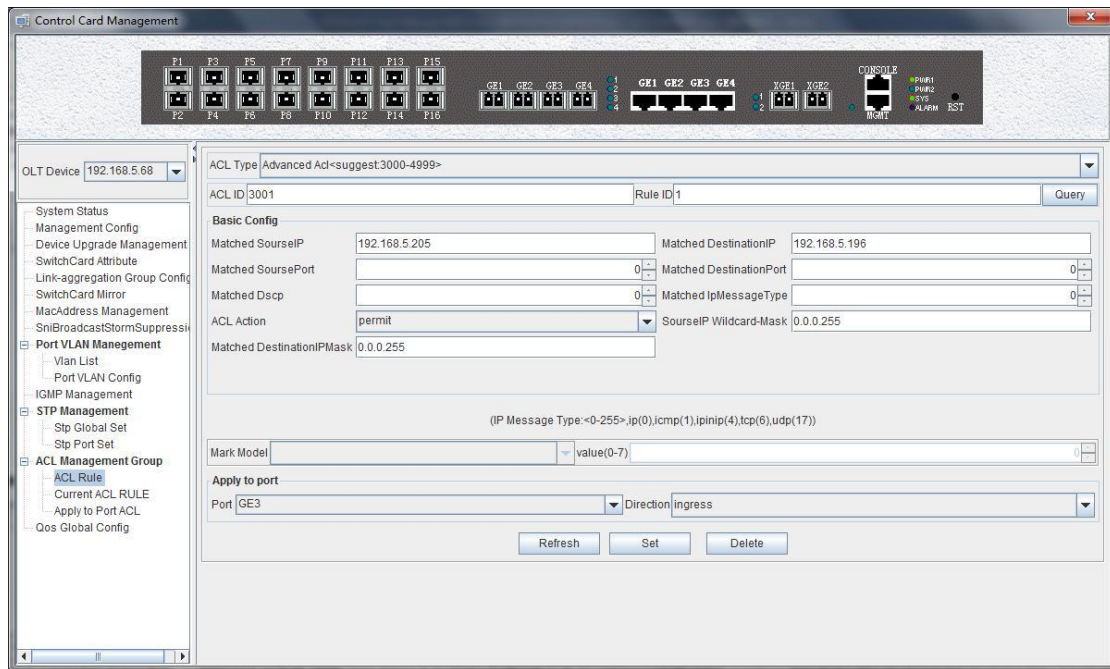 Control Card Management
P1 P3 P5 P7 P9 P11 P13 P15
P2 P4 P6 P8 P10 P12 P14 P16
GE1 GE2 GE3 GE4
1
2
3
4
GE1 GE2 GE3 GE4
1
2
XGE1 XGE2
CONSOLE
MGMT
PWR1
PWR2
SYS
ALARM
RST
OLT Device 192.168.5.68
System Status
Management Config
Device Upgrade Management
SwitchCard Attribute
Link-aggregation Group Config
SwitchCard Mirror
MacAddress Management
SniBroadcastStormSuppressi
Port VLAN Manegement
Vlan List
Port VLAN Config
IGMP Management
STP Management
Stp Global Set
Stp Port Set
ACL Management Group
ACL Rule
Current ACL RULE
Apply to Port ACL
Qos Global Config
ACL Type Advanced Acl<suggest:3000-4999>
ACL ID 3001 Rule ID 1 Query
Basic Config
Matched SourseIP 192.168.5.205 Matched DestinationIP 192.168.5.196
Matched SoursePort 0 Matched DestinationPort 0
Matched Dscp 0 Matched IpMessageType 0
ACL Action permit SourseIP Wildcard-Mask 0.0.0.255
Matched DestinationIPMask 0.0.0.255
(IP Message Type:<0-255>,ip(0),icmp(1),ipinip(4),tcp(6),udp(17))
Mark Model value(0-7) 0
Apply to port
Port GE3 Direction ingress
Refresh Set Delete